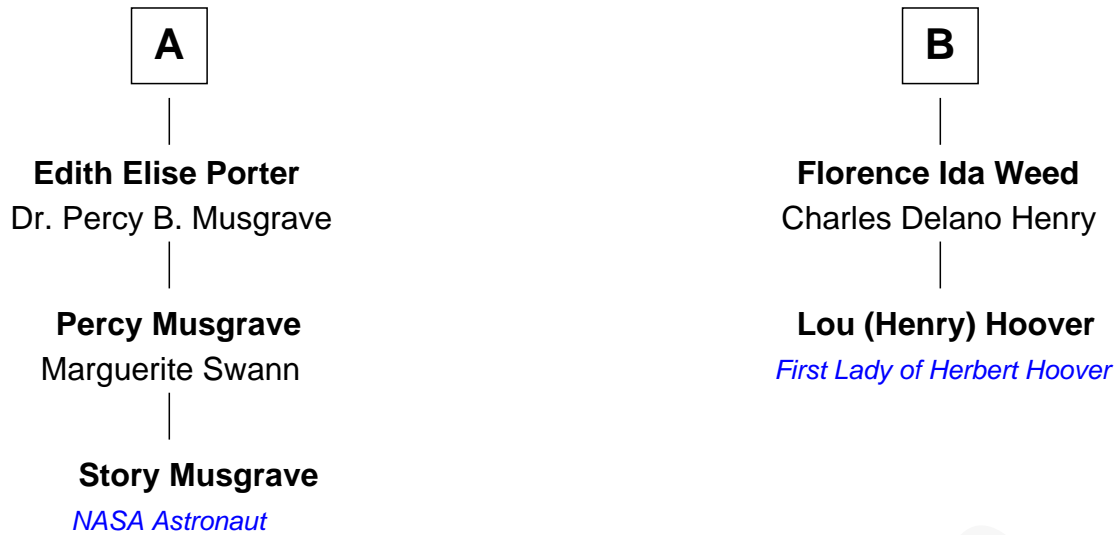 A
Edith Elise Porter
Dr. Percy B. Musgrave
Percy Musgrave
Marguerite Swann
Story Musgrave
NASA Astronaut
B
Florence Ida Weed
Charles Delano Henry
Lou (Henry) Hoover
First Lady of Herbert Hoover